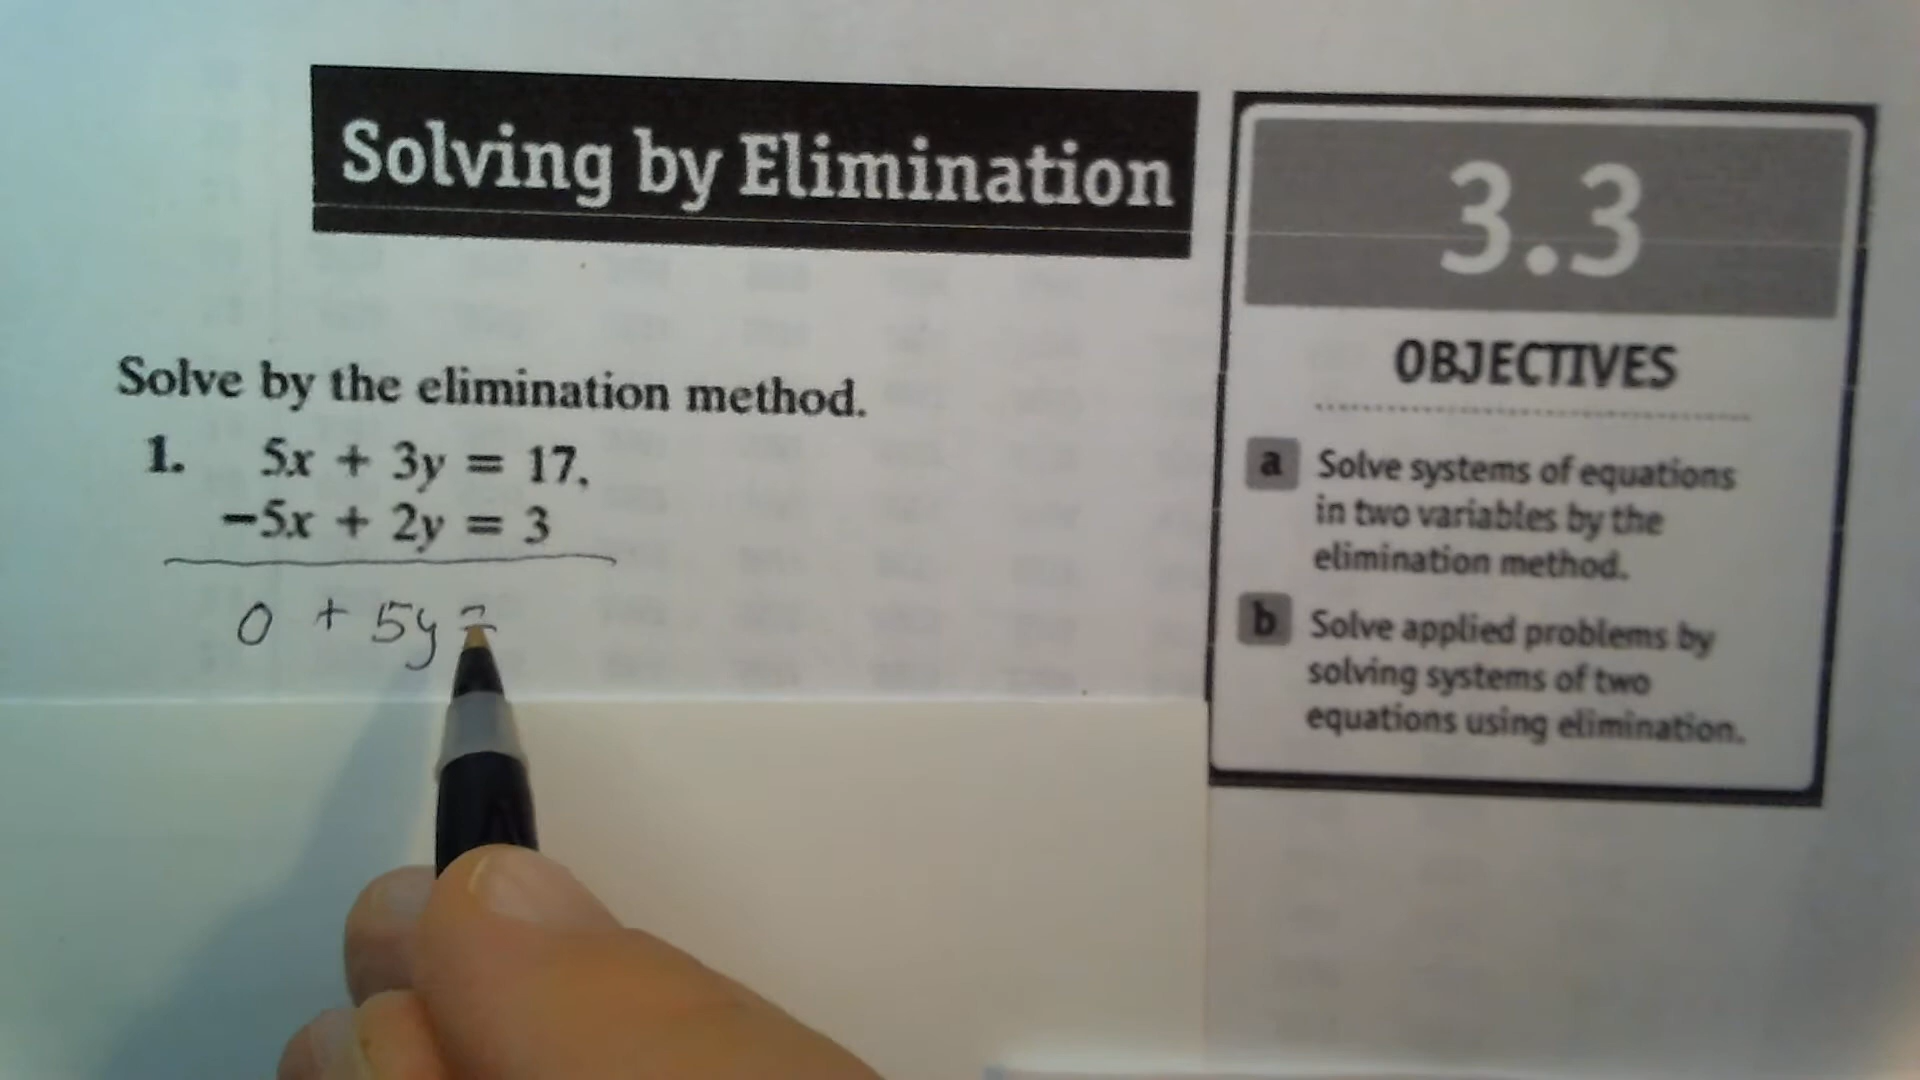 Solving by Elimination
3.3
OBJECTIVES
a Solve systems of equations
in two variables by the
elimination method.
b Solve applied problems by
solving systems of two
equations using elimination.
Solve by the elimination method.
1. 5x + 3y = 17,
−5x + 2y = 3
0 + 5y =